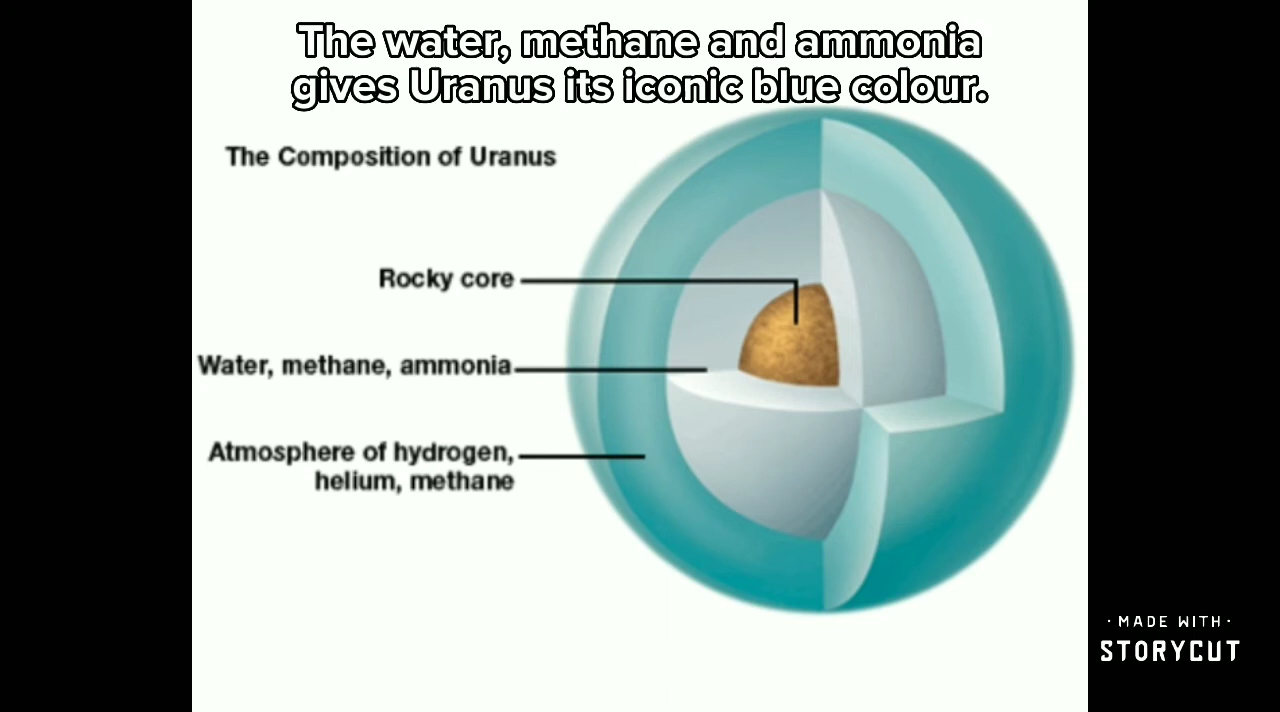 The water, methane and ammonia
gives Uranus its iconic blue colour.
The Composition of Uranus
Rocky core
Water, methane, ammonia
Atmosphere of hydrogen,
helium, methane
· MADE WITH ·
STORYCUT